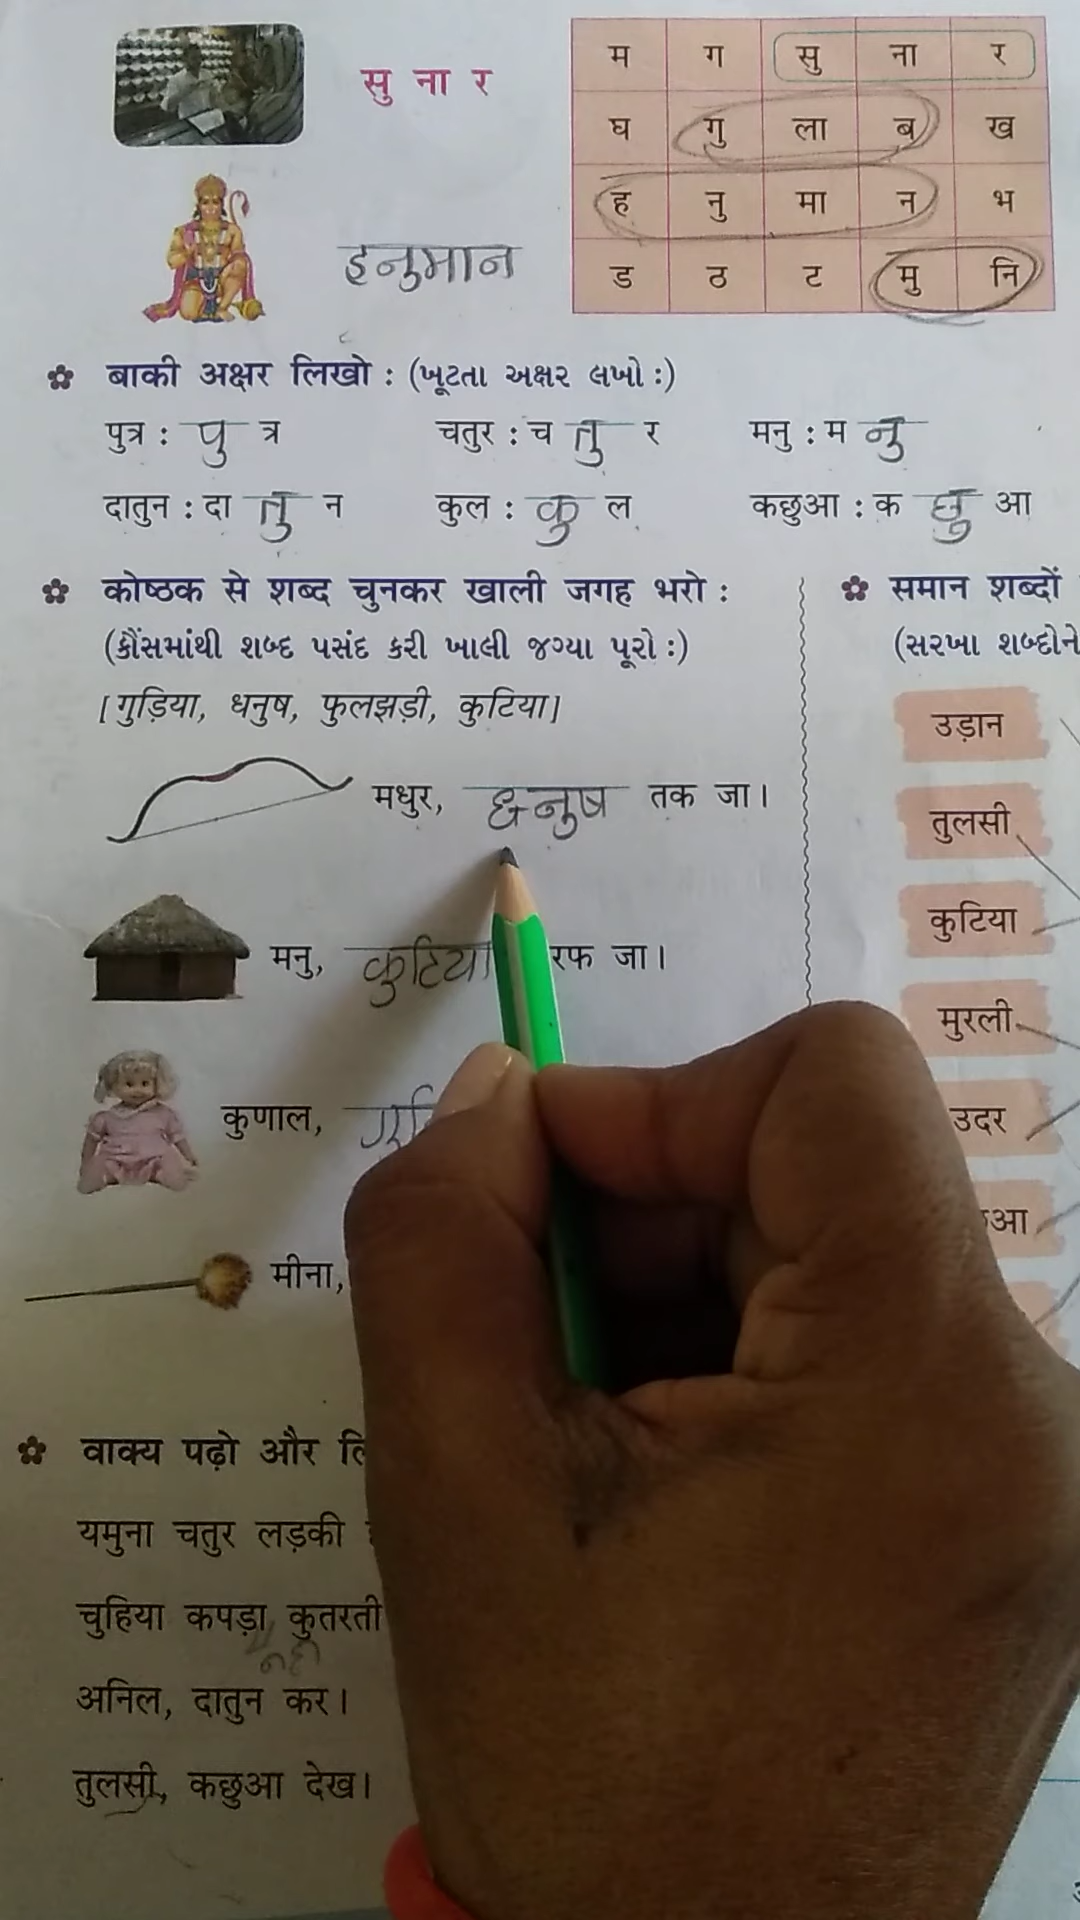 सु ना र
म ग सु ना र
घ गु ला ब ख
ह नु मा न भ
ड ठ ट मु नि
हनुमान
बाकी अक्षर लिखो : (ખૂટતા અક્ષર લખો :)
पुत्र : पु त्र चतुर : च तु र मनु : म नु
दातुन : दा तु न कुल : कु ल कछुआ : क छु आ
कोष्ठक से शब्द चुनकर खाली जगह भरो :
(કૌંસમાંથી શબ્દ પસંદ કરી ખાલી જગ્યા પૂરો :)
[गुड़िया, धनुष, फुलझड़ी, कुटिया]
मधुर, धनुष तक जा।
मनु, कुटिया रफ जा।
कुणाल,
मीना,
समान शब्दों
(સરખા શબ્દોને
उड़ान
तुलसी
कुटिया
मुरली
उदर
आ
वाक्य पढ़ो और
यमुना चतुर लड़की
चुहिया कपड़ा कुतरती
अनिल, दातुन कर।
तुलसी, कछुआ देख।